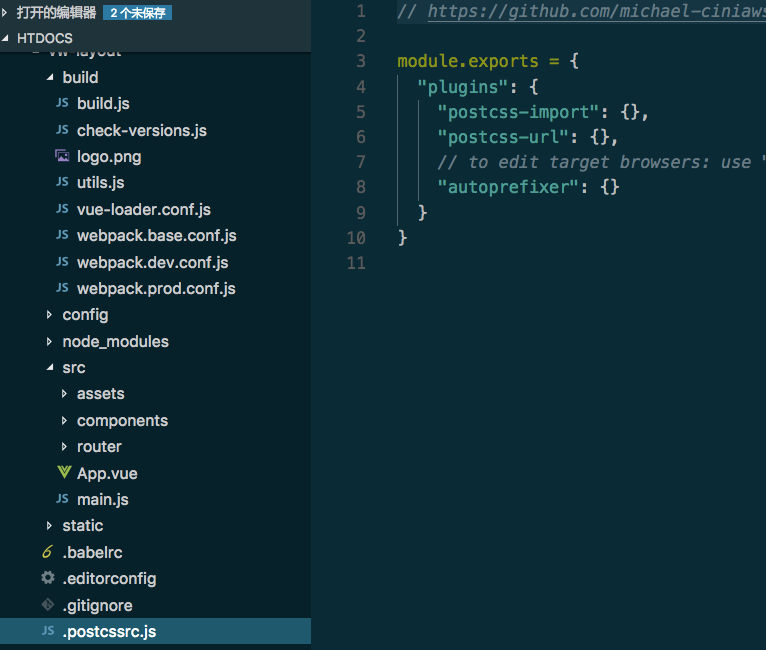 打开的编辑器 2 个未保存
HTDOCS
vw-layout
build
JS build.js
JS check-versions.js
logo.png
JS utils.js
JS vue-loader.conf.js
JS webpack.base.conf.js
JS webpack.dev.conf.js
JS webpack.prod.conf.js
config
node_modules
src
assets
components
router
App.vue
JS main.js
static
.babelrc
.editorconfig
.gitignore
JS .postcssrc.js
1 // https://github.com/michael-ciniaws
2
3 module.exports = {
4 "plugins": {
5 "postcss-import": {},
6 "postcss-url": {},
7 // to edit target browsers: use "
8 "autoprefixer": {}
9 }
10 }
11